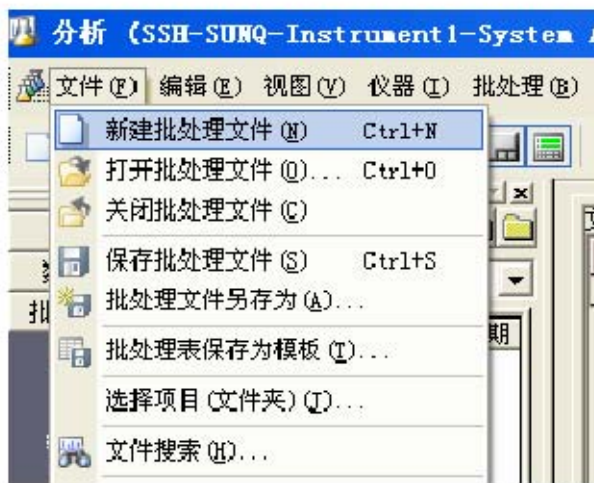 分析 (SSH-SUNQ-Instrument1-System
文件(F) 编辑(E) 视图(V) 仪器(I) 批处理(B)
新建批处理文件(N) Ctrl+N
打开批处理文件(O)... Ctrl+O
关闭批处理文件(C)
保存批处理文件(S) Ctrl+S
批处理文件另存为(A)...
批处理表保存为模板(T)...
期
选择项目(文件夹)(J)...
文件搜索(H)...